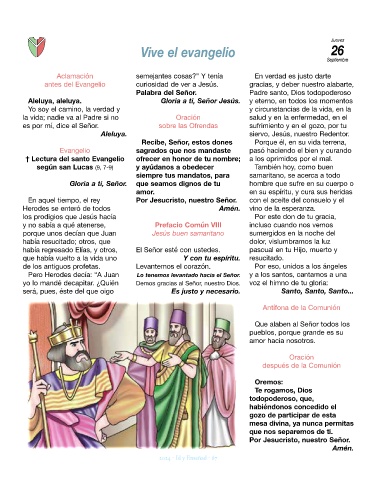 Vive el evangelio
Jueves
26
Septiembre
Aclamación
antes del Evangelio
Aleluya, aleluya.
Yo soy el camino, la verdad y
la vida; nadie va al Padre si no
es por mí, dice el Señor.
Aleluya.
Evangelio
† Lectura del santo Evangelio
según san Lucas (9, 7-9)
Gloria a ti, Señor.
En aquel tiempo, el rey
Herodes se enteró de todos
los prodigios que Jesús hacía
y no sabía a qué atenerse,
porque unos decían que Juan
había resucitado; otros, que
había regresado Elías, y otros,
que había vuelto a la vida uno
de los antiguos profetas.
Pero Herodes decía: “A Juan
yo lo mandé decapitar. ¿Quién
será, pues, éste del que oigo
semejantes cosas?” Y tenía
curiosidad de ver a Jesús.
Palabra del Señor.
Gloria a ti, Señor Jesús.
Oración
sobre las Ofrendas
Recibe, Señor, estos dones
sagrados que nos mandaste
ofrecer en honor de tu nombre;
y ayúdanos a obedecer
siempre tus mandatos, para
que seamos dignos de tu
amor.
Por Jesucristo, nuestro Señor.
Amén.
Prefacio Común VIII
Jesús buen samaritano
El Señor esté con ustedes.
Y con tu espíritu.
Levantemos el corazón.
Lo tenemos levantado hacia el Señor.
Demos gracias al Señor, nuestro Dios.
Es justo y necesario.
En verdad es justo darte
gracias, y deber nuestro alabarte,
Padre santo, Dios todopoderoso
y eterno, en todos los momentos
y circunstancias de la vida, en la
salud y en la enfermedad, en el
sufrimiento y en el gozo, por tu
siervo, Jesús, nuestro Redentor.
Porque él, en su vida terrena,
pasó haciendo el bien y curando
a los oprimidos por el mal.
También hoy, como buen
samaritano, se acerca a todo
hombre que sufre en su cuerpo o
en su espíritu, y cura sus heridas
con el aceite del consuelo y el
vino de la esperanza.
Por este don de tu gracia,
incluso cuando nos vemos
sumergidos en la noche del
dolor, vislumbramos la luz
pascual en tu Hijo, muerto y
resucitado.
Por eso, unidos a los ángeles
y a los santos, cantamos a una
voz el himno de tu gloria:
Santo, Santo, Santo...
Antífona de la Comunión
Que alaben al Señor todos los
pueblos, porque grande es su
amor hacia nosotros.
Oración
después de la Comunión
Oremos:
Te rogamos, Dios
todopoderoso, que,
habiéndonos concedido el
gozo de participar de esta
mesa divina, ya nunca permitas
que nos separemos de ti.
Por Jesucristo, nuestro Señor.
Amén.